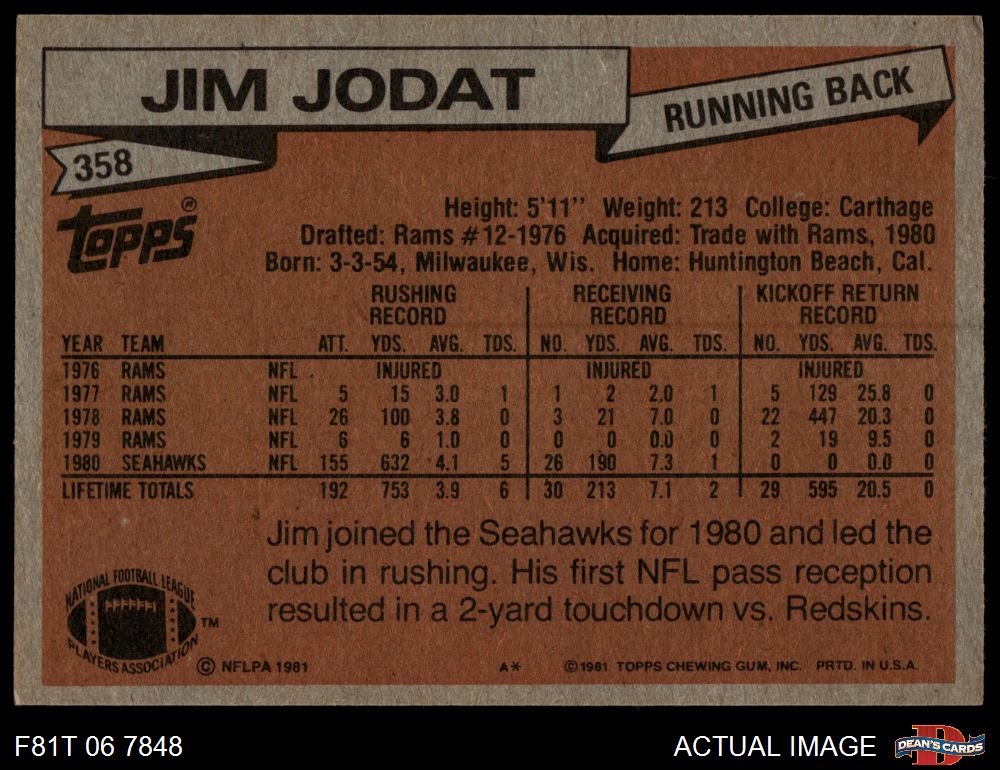 JIM JODAT
RUNNING BACK
358
Topps®
Height: 5'11" Weight: 213 College: Carthage
Drafted: Rams #12-1976 Acquired: Trade with Rams, 1980
Born: 3-3-54, Milwaukee, Wis. Home: Huntington Beach, Cal.
RUSHING RECORD RECEIVING RECORD KICKOFF RETURN RECORD
YEAR TEAM ATT. YDS. AVG. TDS. NO. YDS. AVG. TDS. NO. YDS. AVG. TDS.
1976 RAMS NFL INJURED INJURED INJURED
1977 RAMS NFL 5 15 3.0 1 1 2 2.0 1 5 129 25.8 0
1978 RAMS NFL 26 100 3.8 0 3 21 7.0 0 22 447 20.3 0
1979 RAMS NFL 6 6 1.0 0 0 0 0.0 0 2 19 9.5 0
1980 SEAHAWKS NFL 155 632 4.1 5 26 190 7.3 1 0 0 0.0 0
LIFETIME TOTALS 192 753 3.9 6 30 213 7.1 2 29 595 20.5 0
Jim joined the Seahawks for 1980 and led the
club in rushing. His first NFL pass reception
resulted in a 2-yard touchdown vs. Redskins.
NATIONAL FOOTBALL LEAGUE
PLAYERS ASSOCIATION
™
© NFLPA 1981 A* © 1981 TOPPS CHEWING GUM, INC. PRTD. IN U.S.A.
F81T 06 7848 ACTUAL IMAGE D DEAN'S CARDS